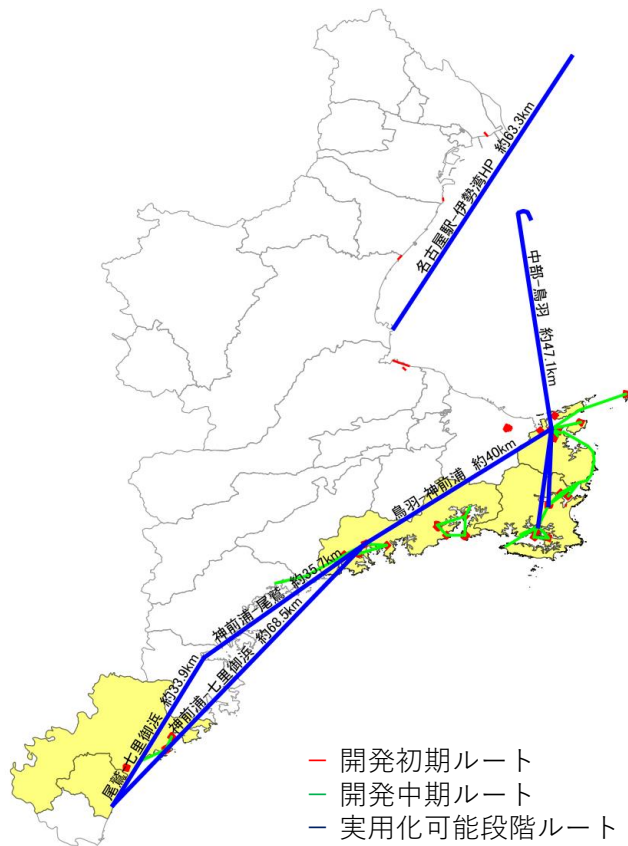 名古屋駅–伊勢湾HP 約63.3km
中部–鳥羽 約47.1km
鳥羽–神前浦 約40km
神前浦–尾鷲 約35.7km
神前浦–七里御浜 約68.5km
尾鷲–七里御浜 約33.9km
開発初期ルート
開発中期ルート
実用化可能段階ルート